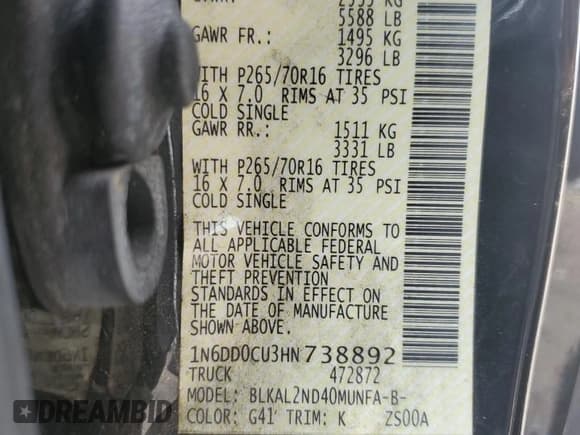 5588 LB
GAWR FR.: 1495 KG
3296 LB
WITH P265/70R16 TIRES
16 X 7.0 RIMS AT 35 PSI
COLD SINGLE
GAWR RR.: 1511 KG
3331 LB
WITH P265/70R16 TIRES
16 X 7.0 RIMS AT 35 PSI
COLD SINGLE
THIS VEHICLE CONFORMS TO
ALL APPLICABLE FEDERAL
MOTOR VEHICLE SAFETY AND
THEFT PREVENTION
STANDARDS IN EFFECT ON
THE DATE OF MANUFACTURE
SHOWN ABOVE.
1N6DD0CU3HN738892
TRUCK 472872
MODEL: BLKAL2ND40MUNFA-B-
COLOR: G41 TRIM: K ZS00A
DIDIT.COM